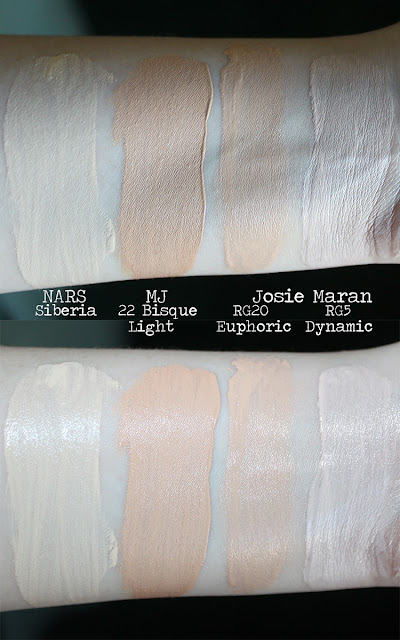 NARS
Siberia
MJ
22 Bisque
Light
Josie Maran
RG20
Euphoric
RG5
Dynamic